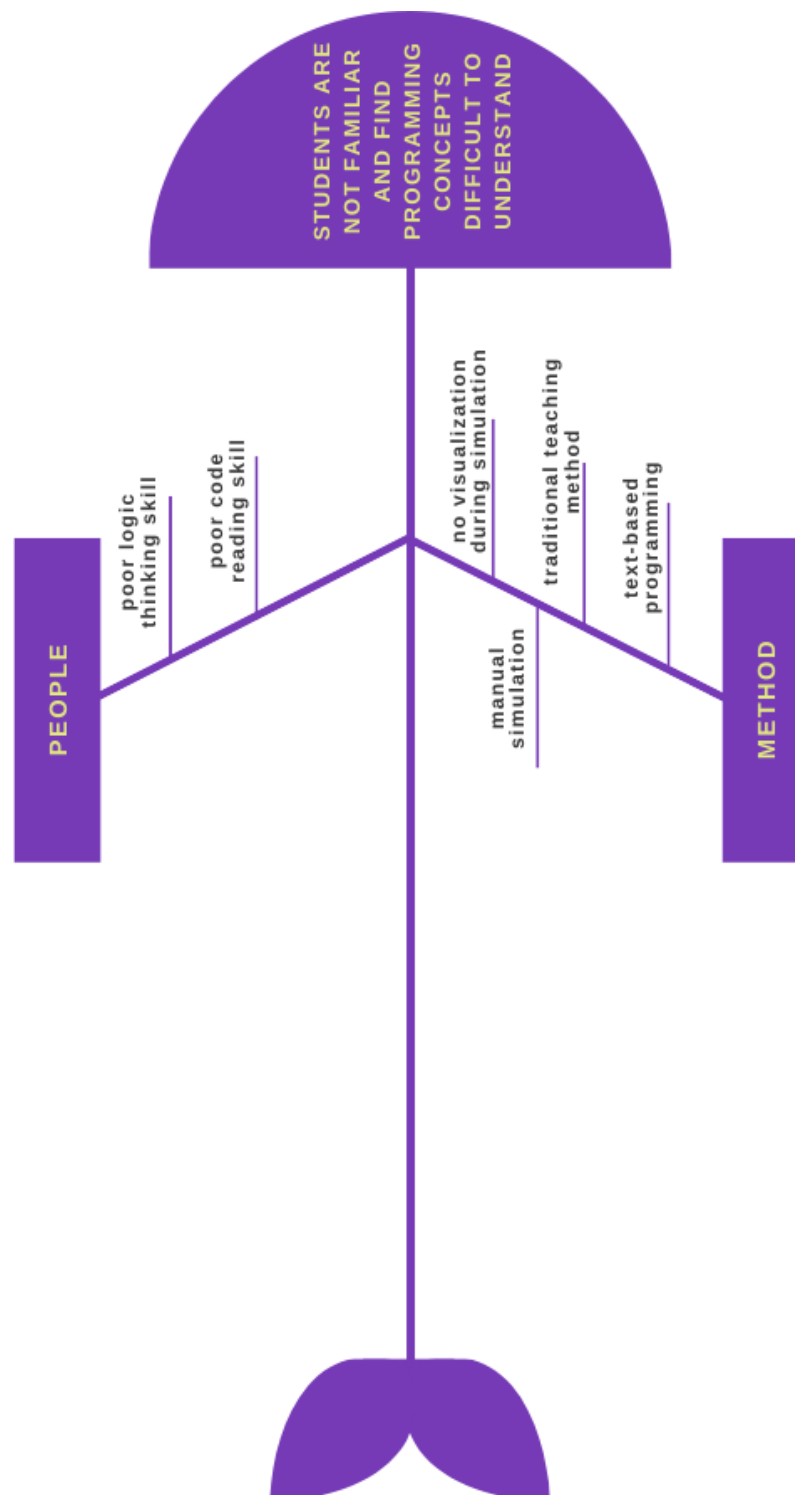 STUDENTS ARE
NOT FAMILIAR
AND FIND
PROGRAMMING
CONCEPTS
DIFFICULT TO
UNDERSTAND
PEOPLE
poor logic
thinking skill
poor code
reading skill
no visualization
during simulation
manual
simulation
traditional teaching
method
text-based
programming
METHOD